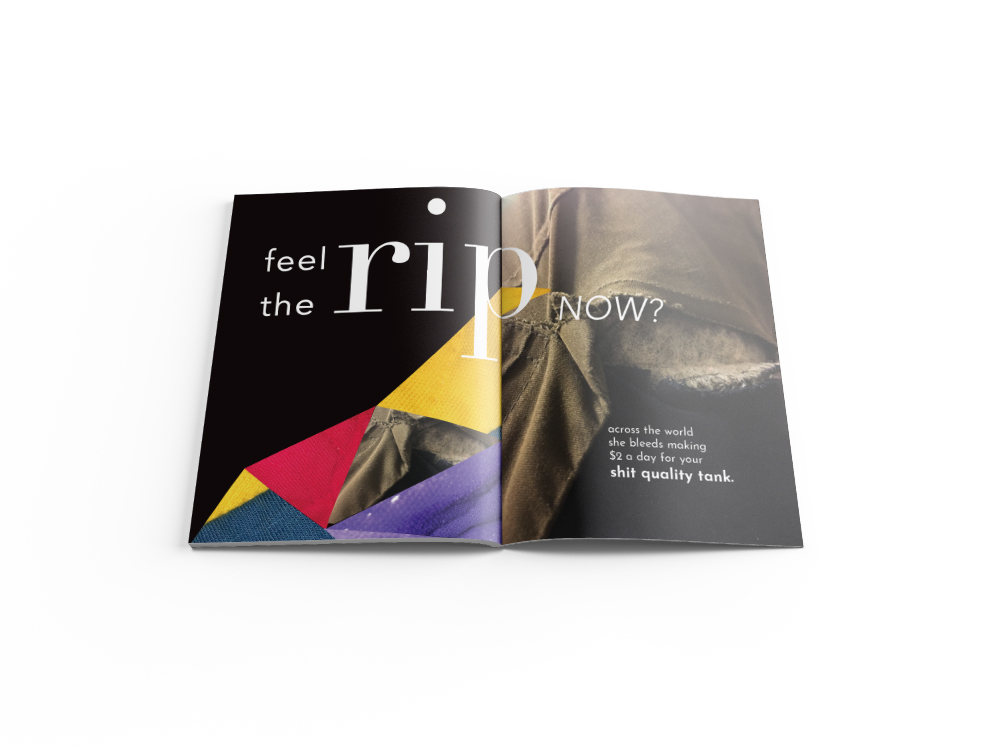 feel
the rip NOW?
across the world
she bleeds making
$2 a day for your
shit quality tank.